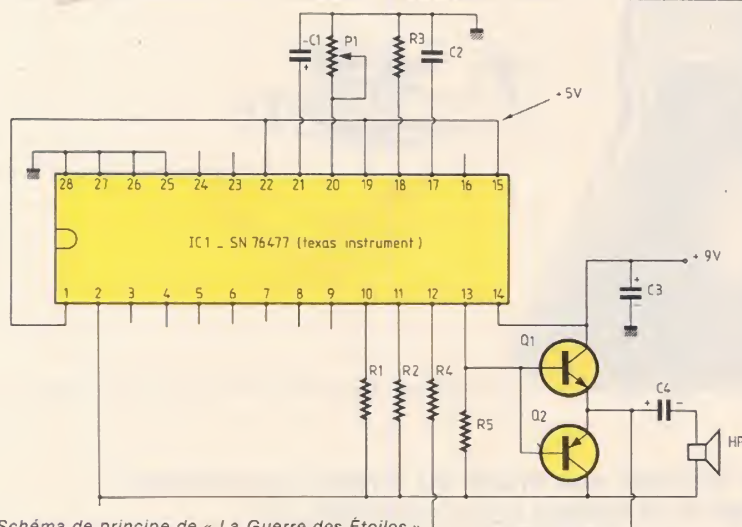 -C1 P1 R3 C2
+
+5V
28 27 26 25 24 23 22 21 20 19 18 17 16 15
IC1 _ SN 76477 (texas instrument)
+ 9V
1 2 3 4 5 6 7 8 9 10 11 12 13 14
+
C3
-
Q1
R1 R2 R4
C4
+ -
R5
Q2
HP
Schéma de principe de « La Guerre des Étoiles »